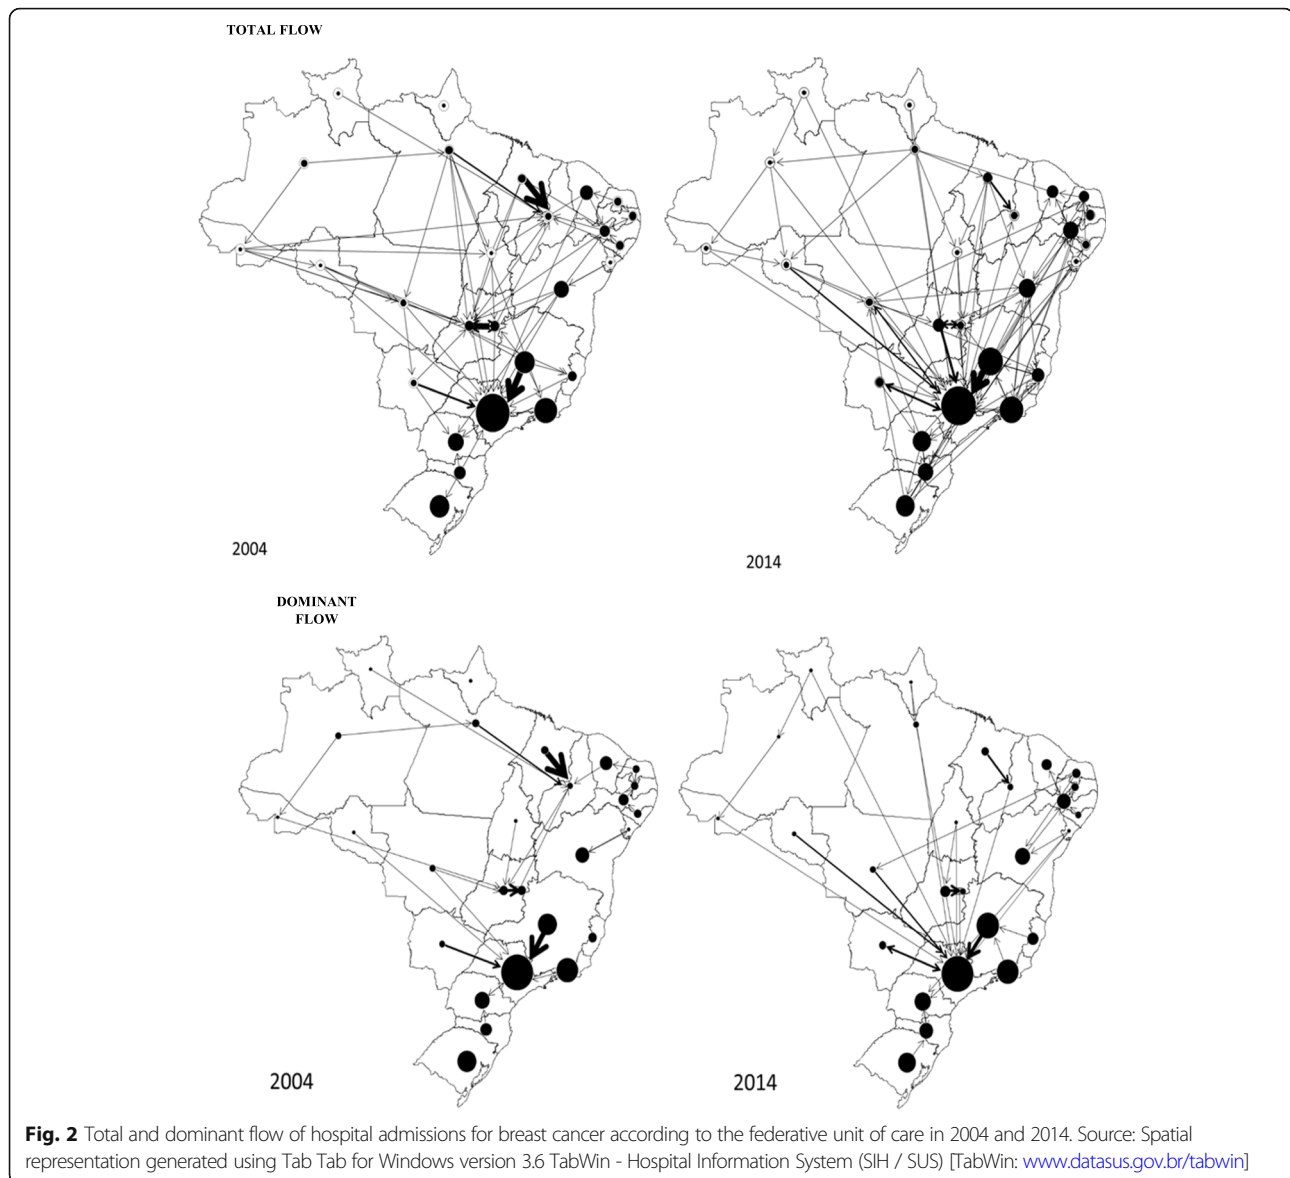 TOTAL FLOW
2004
2014
DOMINANT
FLOW
2004
2014
Fig. 2 Total and dominant flow of hospital admissions for breast cancer according to the federative unit of care in 2004 and 2014. Source: Spatial
representation generated using Tab Tab for Windows version 3.6 TabWin - Hospital Information System (SIH / SUS) [TabWin: www.datasus.gov.br/tabwin]